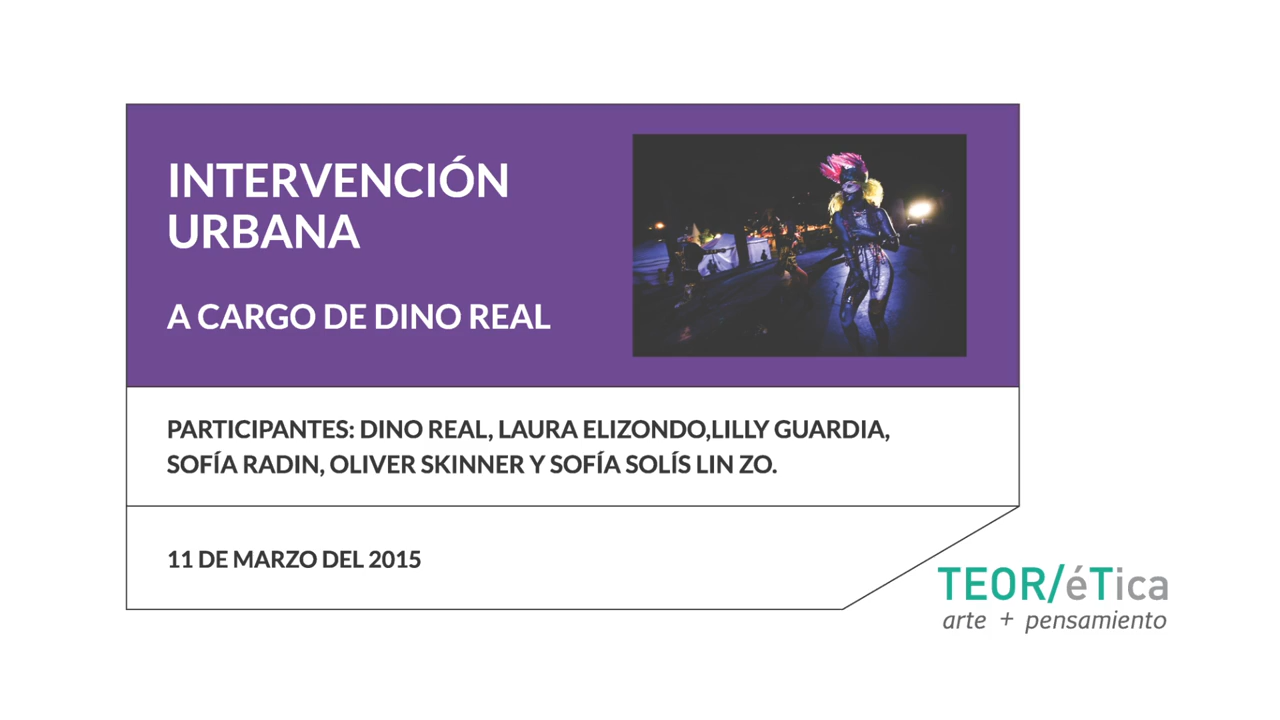 INTERVENCIÓN
URBANA
A CARGO DE DINO REAL
PARTICIPANTES: DINO REAL, LAURA ELIZONDO,LILLY GUARDIA,
SOFÍA RADIN, OLIVER SKINNER Y SOFÍA SOLÍS LIN ZO.
11 DE MARZO DEL 2015
TEOR/éTica
arte + pensamiento